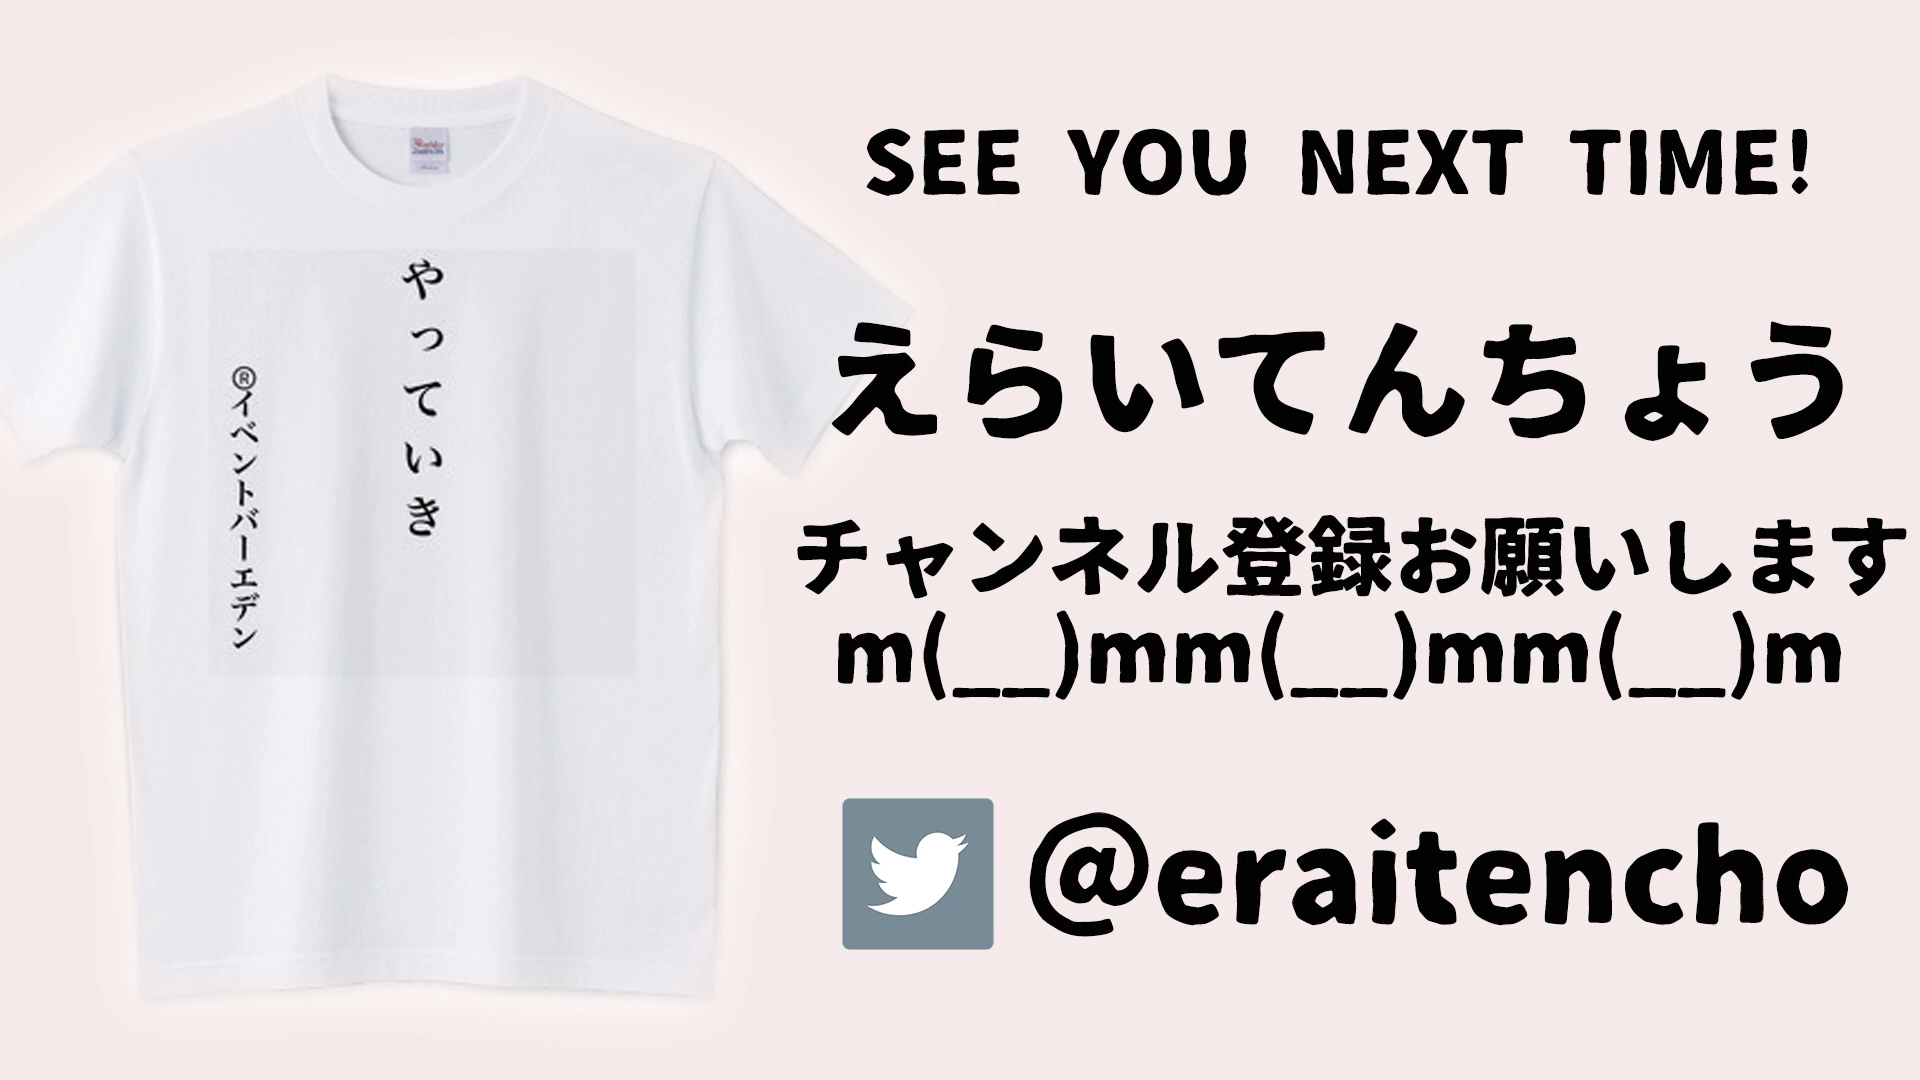 やっていき
®イベントバーエデン
SEE YOU NEXT TIME!
えらいてんちょう
チャンネル登録お願いします
m(__)mm(__)mm(__)m
@eraitencho